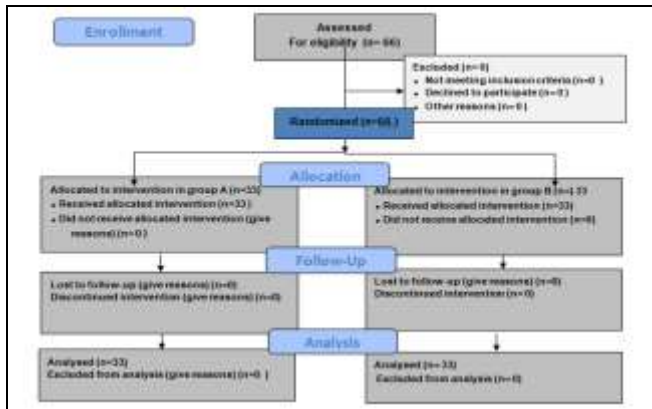 Enrollment
Assessed
For eligibility (n= 66)
Excluded (n= 0)
• Not meeting inclusion criteria (n=0 )
• Declined to participate (n= 0 )
• Other reasons (n= 0 )
Randomized (n=66, )
Allocation
Allocated to intervention in group A (n=33)
• Received allocated intervention (n=33 )
• Did not receive allocated intervention (give
reasons) (n= 0 )
Allocated to intervention in group B
• Received allocated intervention (n=33)
• Did not receive allocated intervention (n=0)
Follow-Up
Lost to follow-up (give reasons) (n=0)
Discontinued intervention (give reasons) (n=0)
Lost to follow-up (give reasons) (n=0)
Discontinued intervention (n=0)
Analysis
Analysed (n=33)
Excluded from analysis (give reasons) (n=0 )
Analysed (n= 33)
Excluded from analysis (n=0)